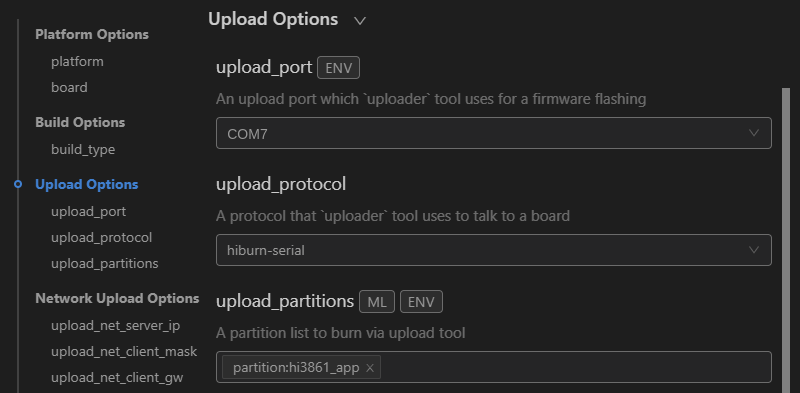 Platform Options
platform
board
Build Options
build_type
Upload Options
upload_port
upload_protocol
upload_partitions
Network Upload Options
upload_net_server_ip
upload_net_client_mask
upload_net_client_gw
Upload Options
upload_port ENV
An upload port which `uploader` tool uses for a firmware flashing
COM7
upload_protocol
A protocol that `uploader` tool uses to talk to a board
hiburn-serial
upload_partitions ML ENV
A partition list to burn via upload tool
partition:hi3861_app ×